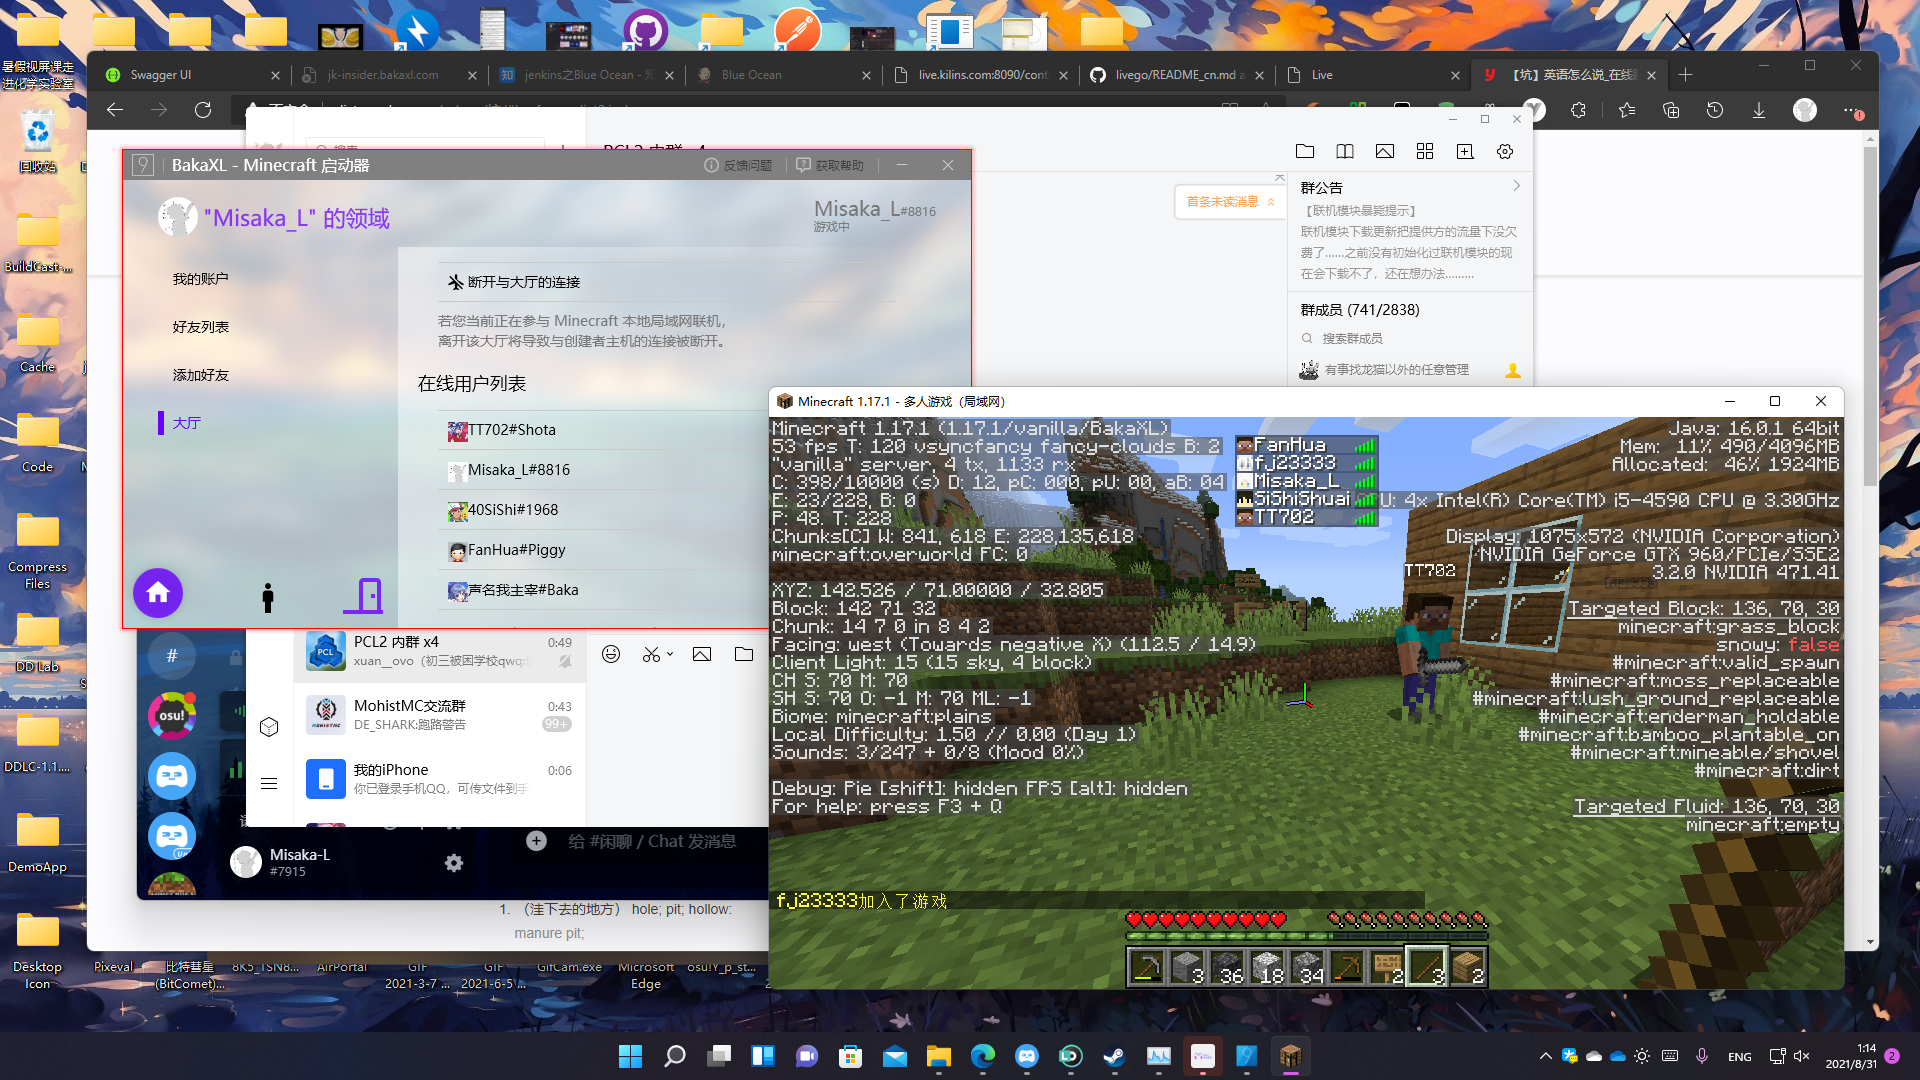 暑假视屏课走
进化学实验室
回收站
BuildCast-...
Cache
Code
Compress
Files
DD Lab
DDLC-1.1....
DemoApp
Desktop
Icon
Pixeval
比特彗星
(BitComet)...
8K5_TSN8...
AirPortal
GIF
2021-3-7 ...
GIF
2021-6-5 ...
GifCam.exe
Microsoft
Edge
osu!Y_p_st...
Swagger UI
jk-insider.bakaxl.com
jenkins之Blue Ocean - 知
Blue Ocean
live.kilins.com:8090/cont
livego/README_cn.md a
Live
【坑】英语怎么说_在线
首条未读消息
群公告
【联机模块暴毙提示】
联机模块下载更新把提供方的流量下没欠
费了......之前没有初始化过联机模块的现
在会下载不了，还在想办法.........
群成员 (741/2838)
搜索群成员
有事找龙猫以外的任意管理
BakaXL - Minecraft 启动器
反馈问题
获取帮助
"Misaka_L" 的领域
Misaka_L#8816
游戏中
我的账户
好友列表
添加好友
大厅
断开与大厅的连接
若您当前正在参与 Minecraft 本地局域网联机，
离开该大厅将导致与创建者主机的连接被断开。
在线用户列表
TT702#Shota
Misaka_L#8816
40SiShi#1968
FanHua#Piggy
声名我主宰#Baka
PCL2 内群 x4
0:49
xuan__ovo（初三被困学校qwq
MohistMC交流群
0:43
DE_SHARK:跑路警告
99+
我的iPhone
0:06
你已登录手机QQ，可传文件到手
osu!
Misaka-L
#7915
给 #闲聊 / Chat 发消息
1. （洼下去的地方） hole; pit; hollow:
manure pit;
Minecraft 1.17.1 - 多人游戏（局域网）
Minecraft 1.17.1 (1.17.1/vanilla/BakaXL)
53 fps T: 120 vsyncfancy fancy-clouds B: 2
"vanilla" server, 4 tx, 1133 rx
C: 398/10000 (s) D: 12, pC: 000, pU: 00, aB: 04
E: 23/228, B: 0
P: 48. T: 228
Chunks[C] W: 841, 618 E: 228,135,618
minecraft:overworld FC: 0
XYZ: 142.526 / 71.00000 / 32.805
Block: 142 71 32
Chunk: 14 7 0 in 8 4 2
Facing: west (Towards negative X) (112.5 / 14.9)
Client Light: 15 (15 sky, 4 block)
CH S: 70 M: 70
SH S: 70 O: -1 M: 70 ML: -1
Biome: minecraft:plains
Local Difficulty: 1.50 // 0.00 (Day 1)
Sounds: 3/247 + 0/8 (Mood 0%)
Debug: Pie [shift]: hidden FPS [alt]: hidden
For help: press F3 + Q
FanHua
fj23333
Misaka_L
SiShiShuai
TT702
Java: 16.0.1 64bit
Mem: 11% 490/4096MB
Allocated: 46% 1924MB
CPU: 4x Intel(R) Core(TM) i5-4590 CPU @ 3.30GHz
Display: 1075x572 (NVIDIA Corporation)
NVIDIA GeForce GTX 960/PCIe/SSE2
3.2.0 NVIDIA 471.41
TT702
Targeted Block: 136, 70, 30
minecraft:grass_block
snowy: false
#minecraft:valid_spawn
#minecraft:moss_replaceable
#minecraft:lush_ground_replaceable
#minecraft:enderman_holdable
#minecraft:bamboo_plantable_on
#minecraft:mineable/shovel
#minecraft:dirt
Targeted Fluid: 136, 70, 30
minecraft:empty
fj23333加入了游戏
3 36 18 34 2 3 2
ENG
1:14
2021/8/31
2